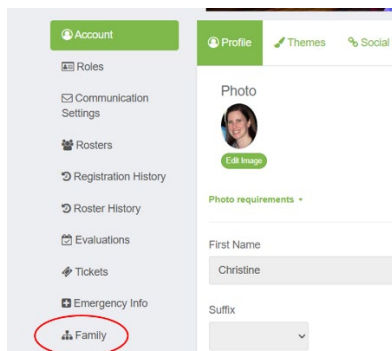 Account
Roles
Communication
Settings
Rosters
Registration History
Roster History
Evaluations
Tickets
Emergency Info
Family
Profile
Themes
Social
Photo
Edit Image
Photo requirements
First Name
Christine
Suffix